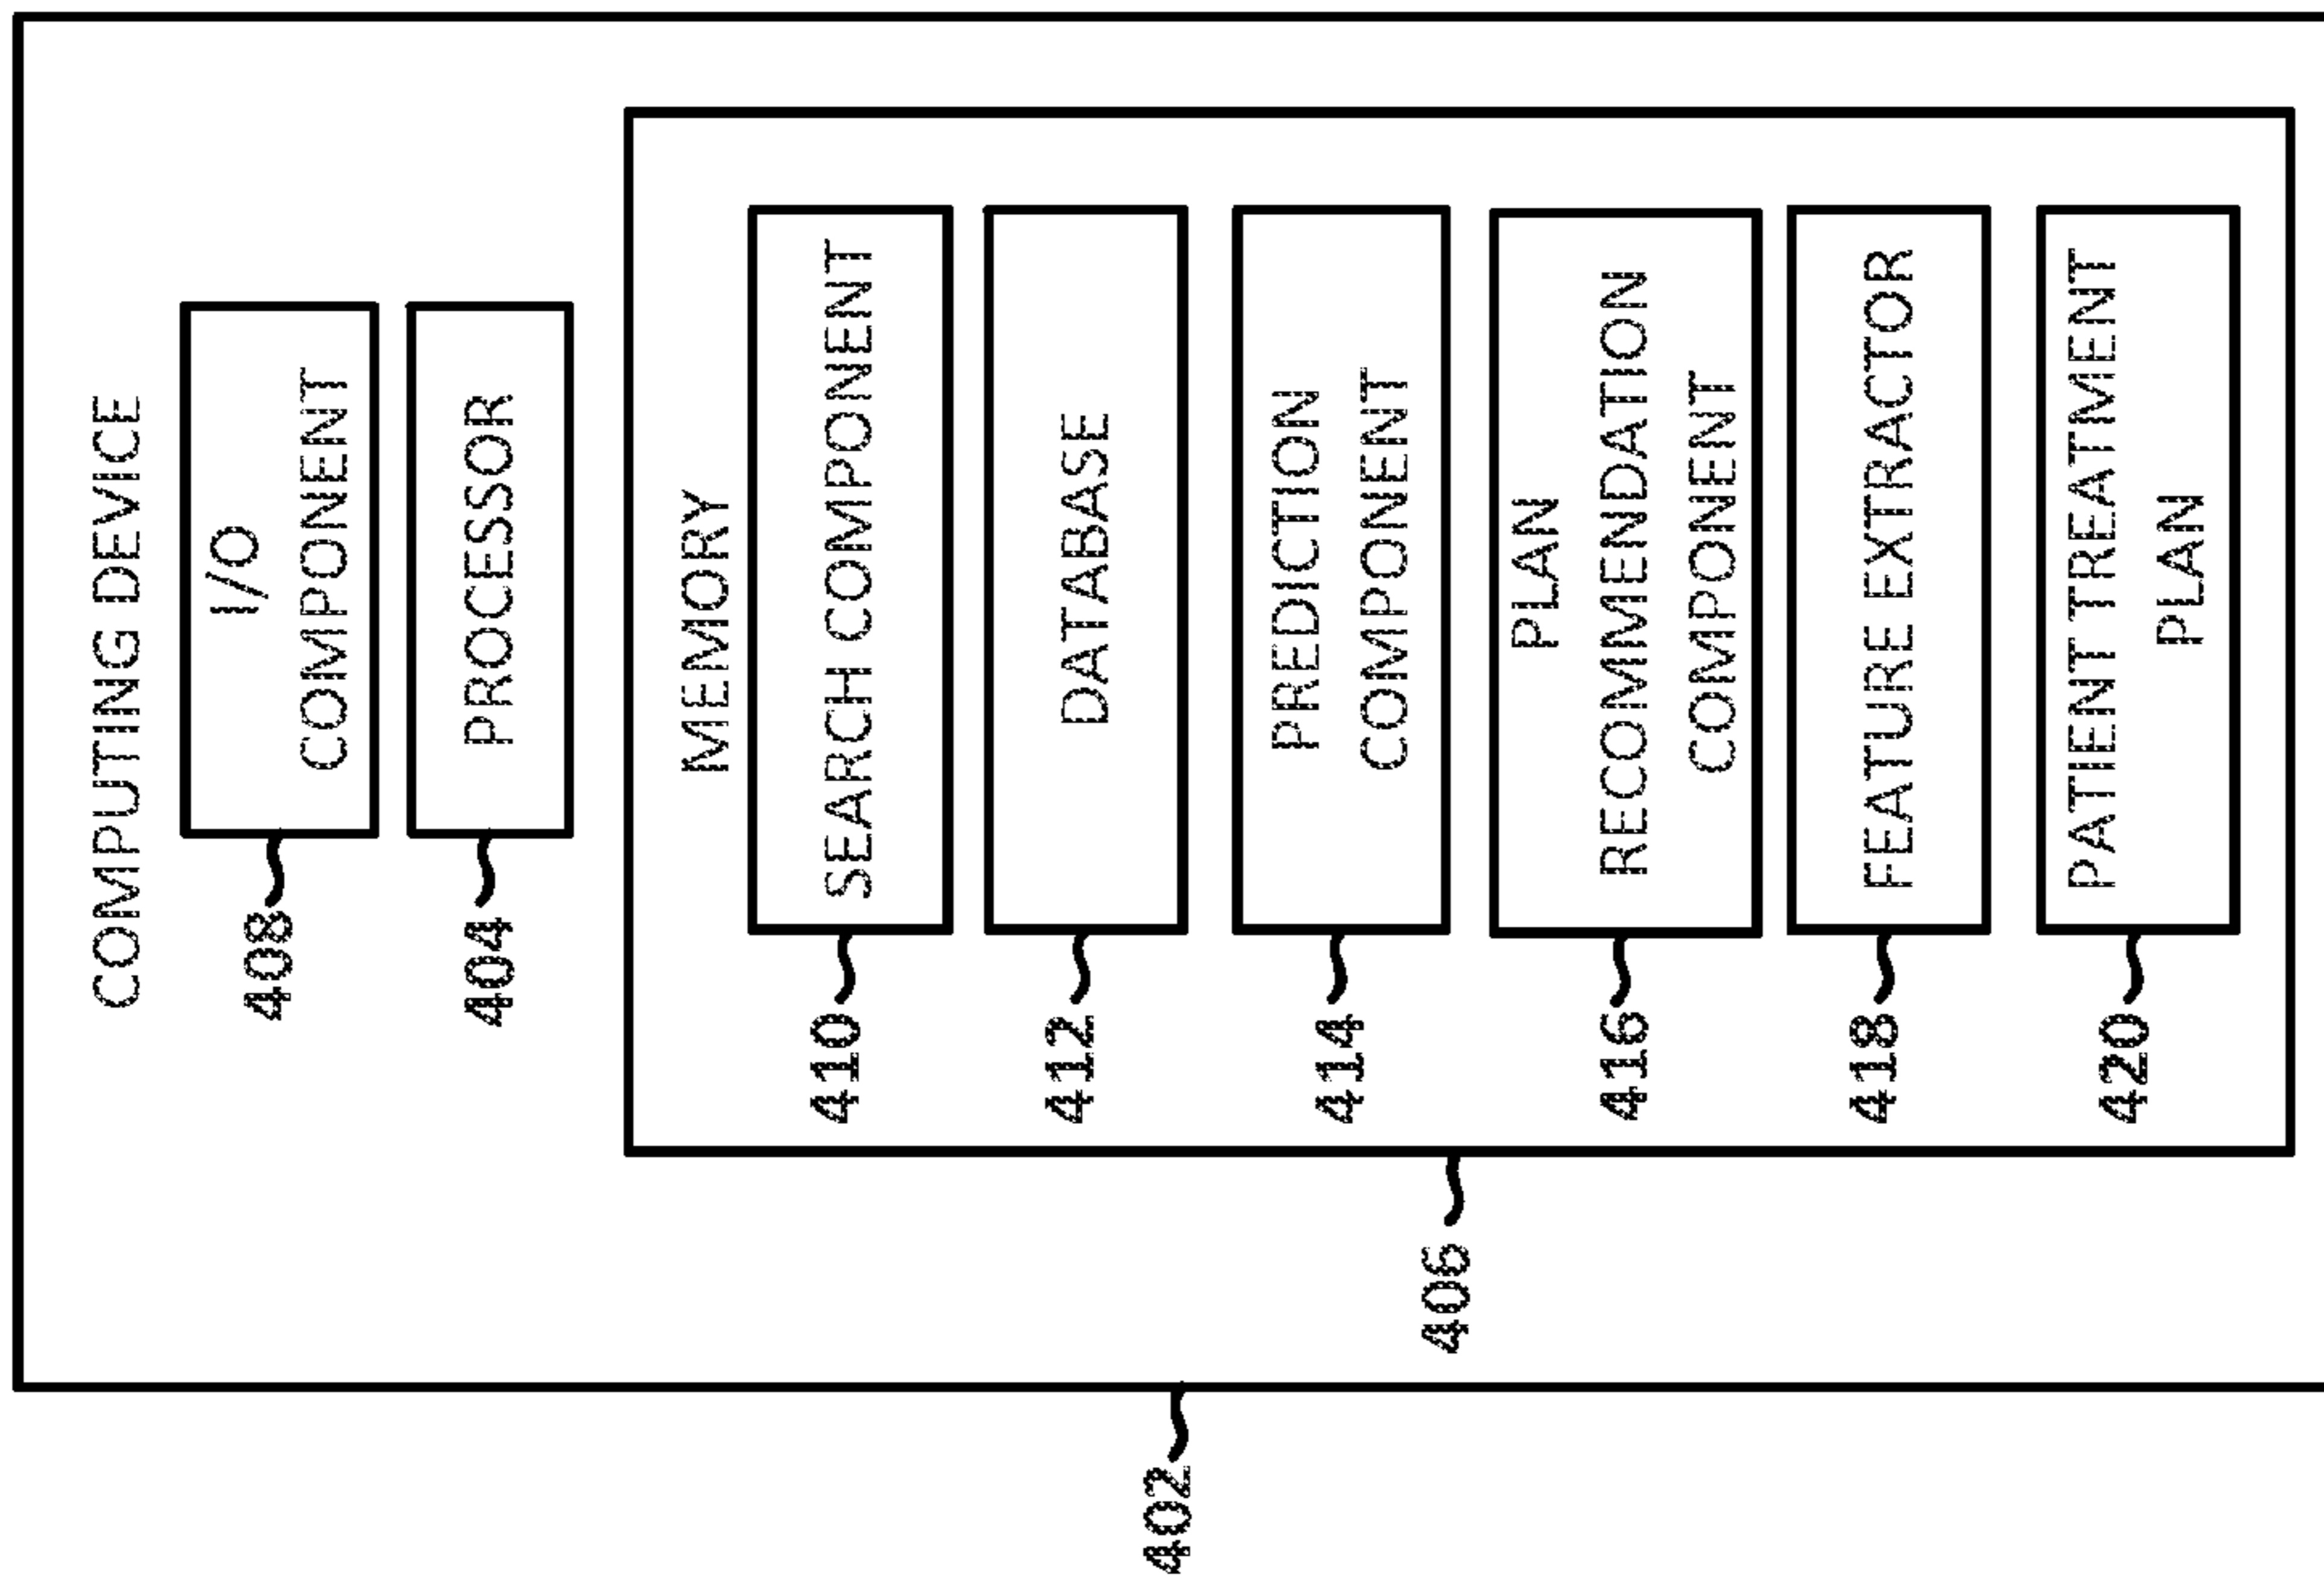 COMPUTING DEVICE
408
I/O
COMPONENT
404
PROCESSOR
MEMORY
410
SEARCH COMPONENT
412
DATABASE
414
PREDICTION
COMPONENT
416
PLAN
RECOMMENDATION
COMPONENT
418
FEATURE EXTRACTOR
420
PATIENT TREATMENT
PLAN
406
402